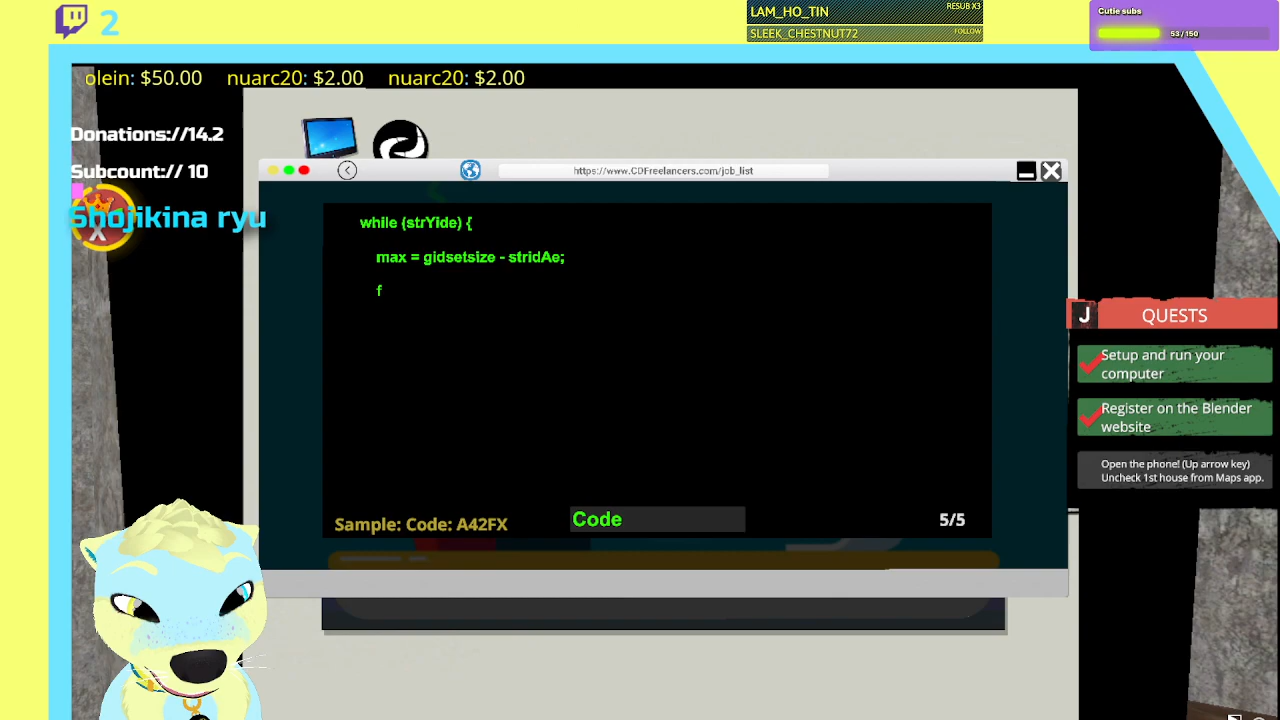 2
LAM_HO_TIN
RESUB X3
SLEEK_CHESTNUT72
FOLLOW
Cutie subs
53 / 150
olein: $50.00 nuarc20: $2.00 nuarc20: $2.00
Donations://14.2
Subcount:// 10
Shojikina ryu
X
https://www.CDFreelancers.com/job_list
while (strYide) {
max = gidsetsize - stridAe;
f
Sample: Code: A42FX
Code
5/5
J
QUESTS
Setup and run your
computer
Register on the Blender
website
Open the phone! (Up arrow key)
Uncheck 1st house from Maps app.